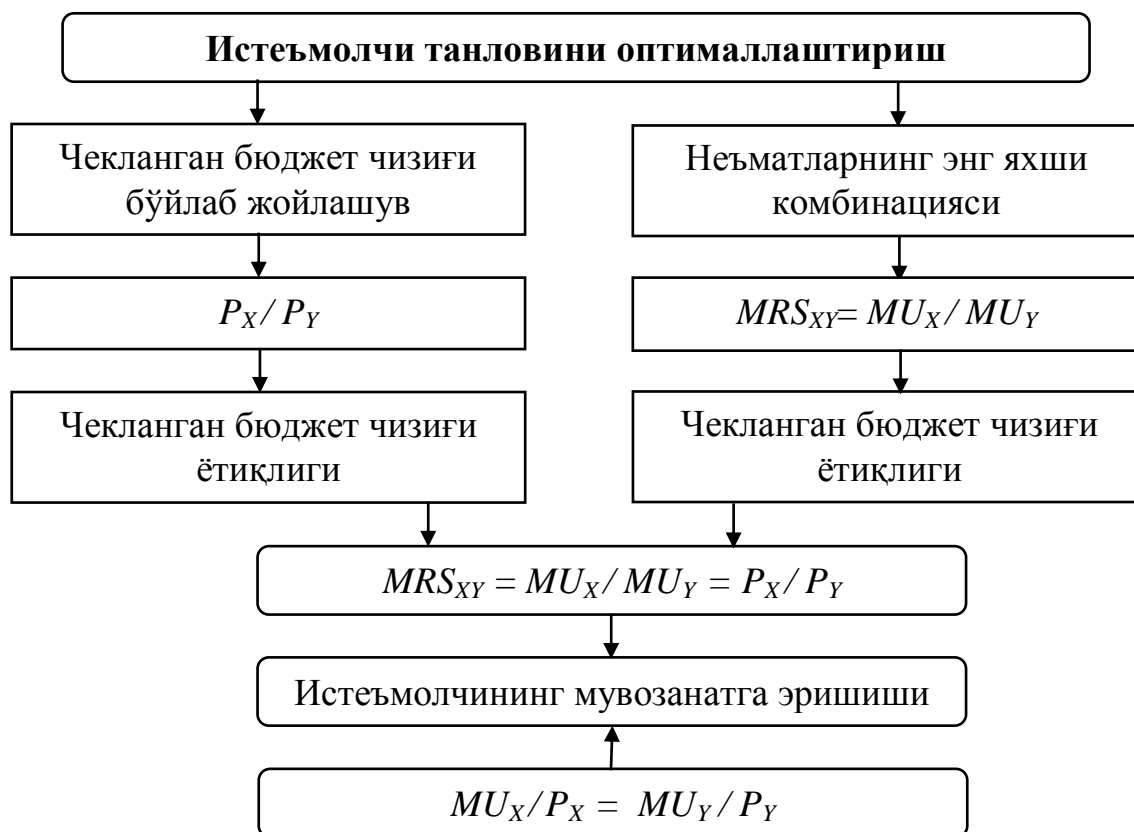 Истеъмолчи танловини оптималлаштириш
Чекланган бюджет чизиғи
бўйлаб жойлашув
Неъматларнинг энг яхши
комбинацияси
P_X / P_Y
MRS_XY= MU_X / MU_Y
Чекланган бюджет чизиғи
ётиқлиги
Чекланган бюджет чизиғи
ётиқлиги
MRS_XY = MU_X / MU_Y = P_X / P_Y
Истеъмолчининг мувозанатга эришиши
MU_X/P_X = MU_Y / P_Y